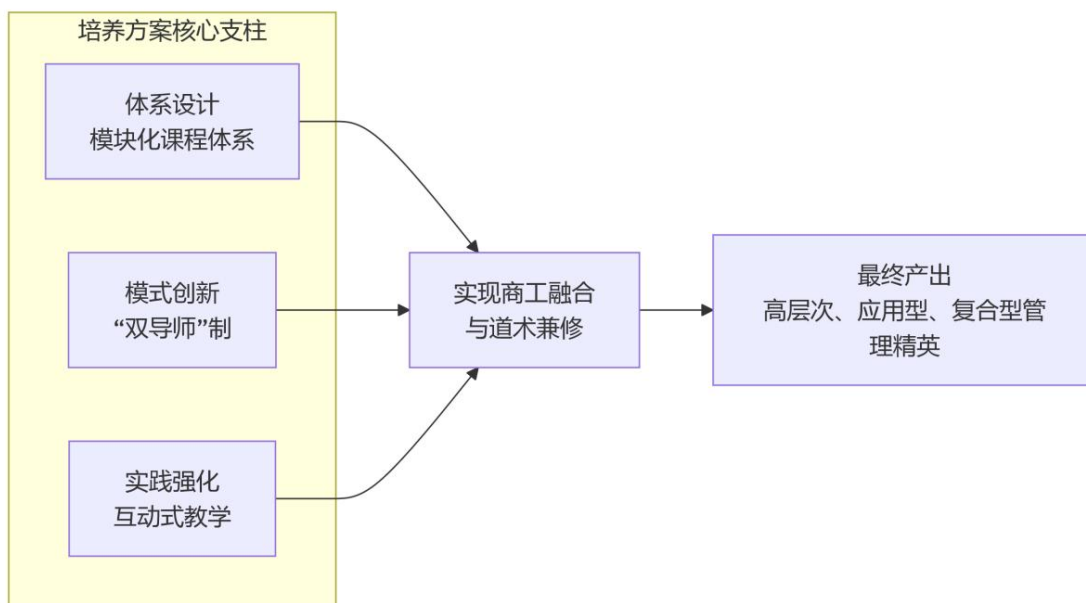 培养方案核心支柱
体系设计
模块化课程体系
模式创新
“双导师”制
实践强化
互动式教学
实现商工融合
与道术兼修
最终产出
高层次、应用型、复合型管
理精英